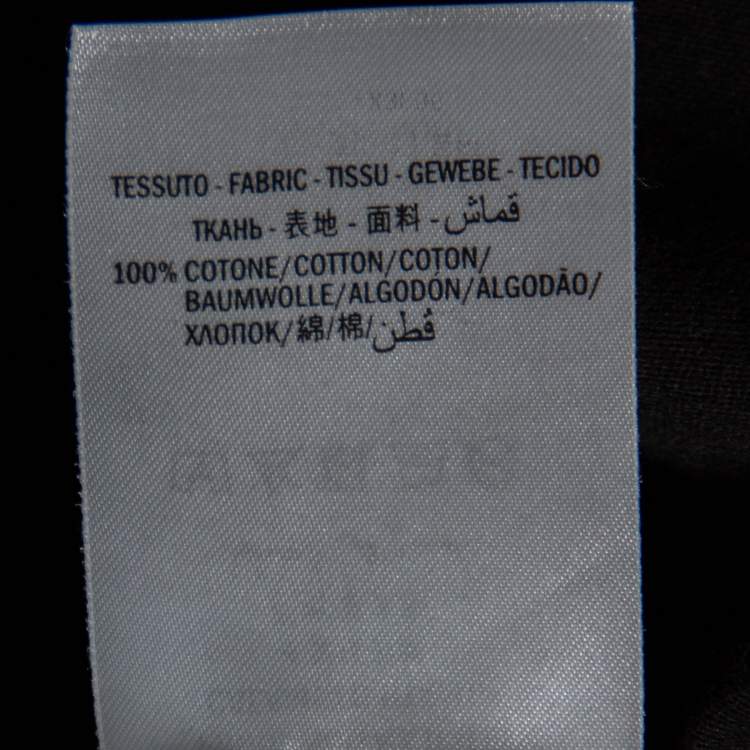 TESSUTO - FABRIC - TISSU - GEWEBE - TECIDO
ТКАНЬ - 表地 - 面料 - قماش
100% COTONE/COTTON/COTON/
BAUMWOLLE/ALGODÓN/ALGODÃO/
ХЛОПОК/綿/棉/قُطن